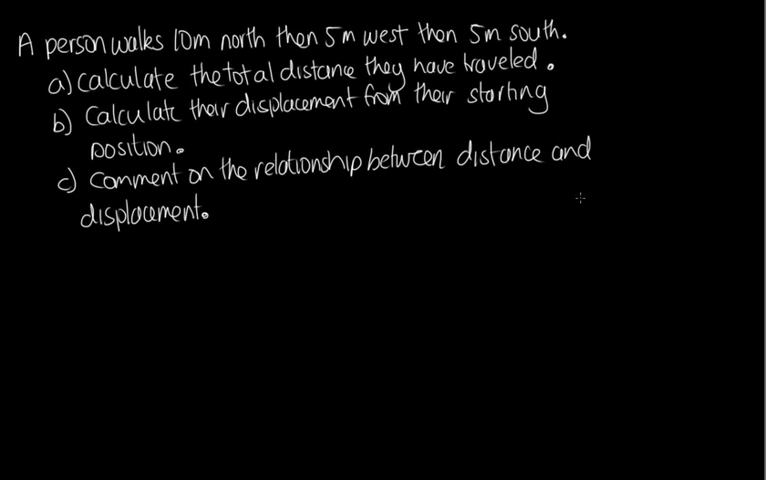 A person walks 10m north then 5m west then 5m south.
a) Calculate the total distance they have traveled.
b) Calculate their displacement from their starting
position.
c) Comment on the relationship between distance and
displacement.